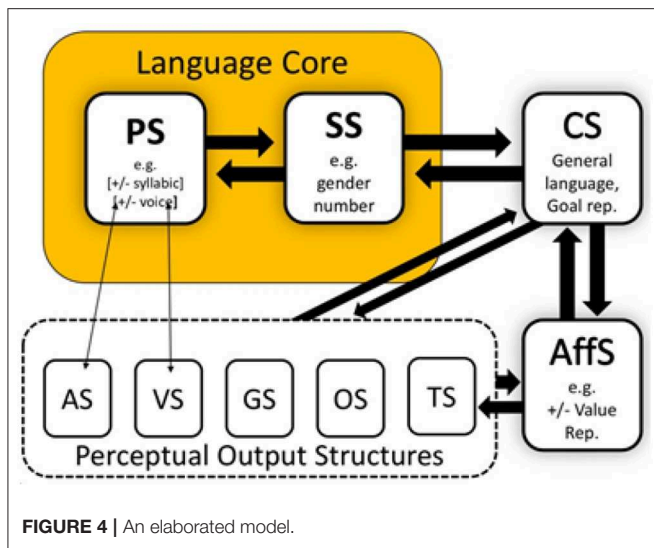 Language Core
PS
e.g.
[+/- syllabic]
[+/- voice]
SS
e.g.
gender
number
CS
General
language,
Goal rep.
AffS
e.g.
+/- Value
Rep.
AS
VS
GS
OS
TS
Perceptual Output Structures
FIGURE 4 | An elaborated model.